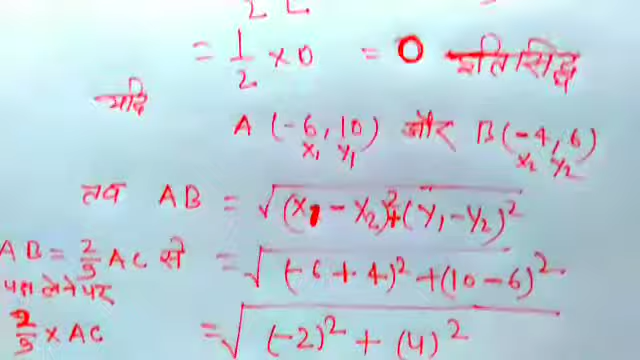 = 1/2 × 0 = 0 इतिसिद्ध
यदि
A (-6, 10) और B(-4, 6)
x₁ y₁ x₂ y₂
तब AB = √(x₁ - x₂)² + (y₁ - y₂)²
AB = 2/9 AC से = √(-6 + 4)² + (10 - 6)²
पक्ष लेने पर
2/9 × AC = √(-2)² + (4)²